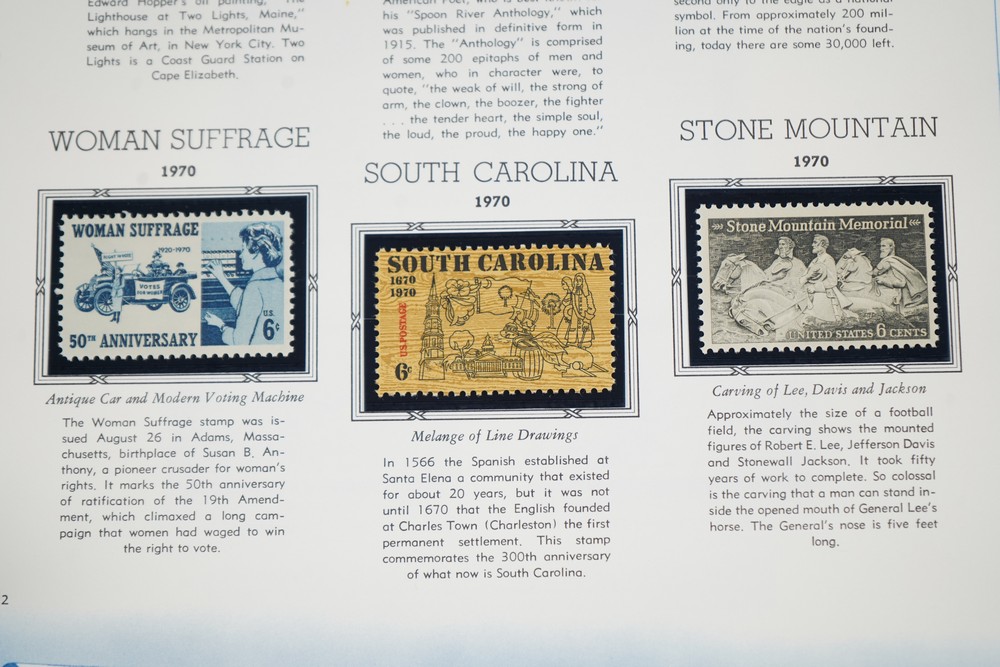 Edward Hopper's oil painting, "The
Lighthouse at Two Lights, Maine,"
which hangs in the Metropolitan Mu-
seum of Art, in New York City. Two
Lights is a Coast Guard Station on
Cape Elizabeth.
WOMAN SUFFRAGE
1970
WOMAN SUFFRAGE
1920-1970
VOTES
FOR WOMEN
U.S.
6c
50TH ANNIVERSARY
Antique Car and Modern Voting Machine
The Woman Suffrage stamp was is-
sued August 26 in Adams, Massa-
chusetts, birthplace of Susan B. An-
thony, a pioneer crusader for woman's
rights. It marks the 50th anniversary
of ratification of the 19th Amend-
ment, which climaxed a long cam-
paign that women had waged to win
the right to vote.
2
his "Spoon River Anthology," which
was published in definitive form in
1915. The "Anthology" is comprised
of some 200 epitaphs of men and
women, who in character were, to
quote, "the weak of will, the strong of
arm, the clown, the boozer, the fighter
. . . the tender heart, the simple soul,
the loud, the proud, the happy one."
SOUTH CAROLINA
1970
SOUTH CAROLINA
1670
1970
U.S. POSTAGE
6c
Melange of Line Drawings
In 1566 the Spanish established at
Santa Elena a community that existed
for about 20 years, but it was not
until 1670 that the English founded
at Charles Town (Charleston) the first
permanent settlement. This stamp
commemorates the 300th anniversary
of what now is South Carolina.
second only to the eagle as a national
symbol. From approximately 200 mil-
lion at the time of the nation's found-
ing, today there are some 30,000 left.
STONE MOUNTAIN
1970
Stone Mountain Memorial
UNITED STATES 6 CENTS
Carving of Lee, Davis and Jackson
Approximately the size of a football
field, the carving shows the mounted
figures of Robert E. Lee, Jefferson Davis
and Stonewall Jackson. It took fifty
years of work to complete. So colossal
is the carving that a man can stand in-
side the opened mouth of General Lee's
horse. The General's nose is five feet
long.